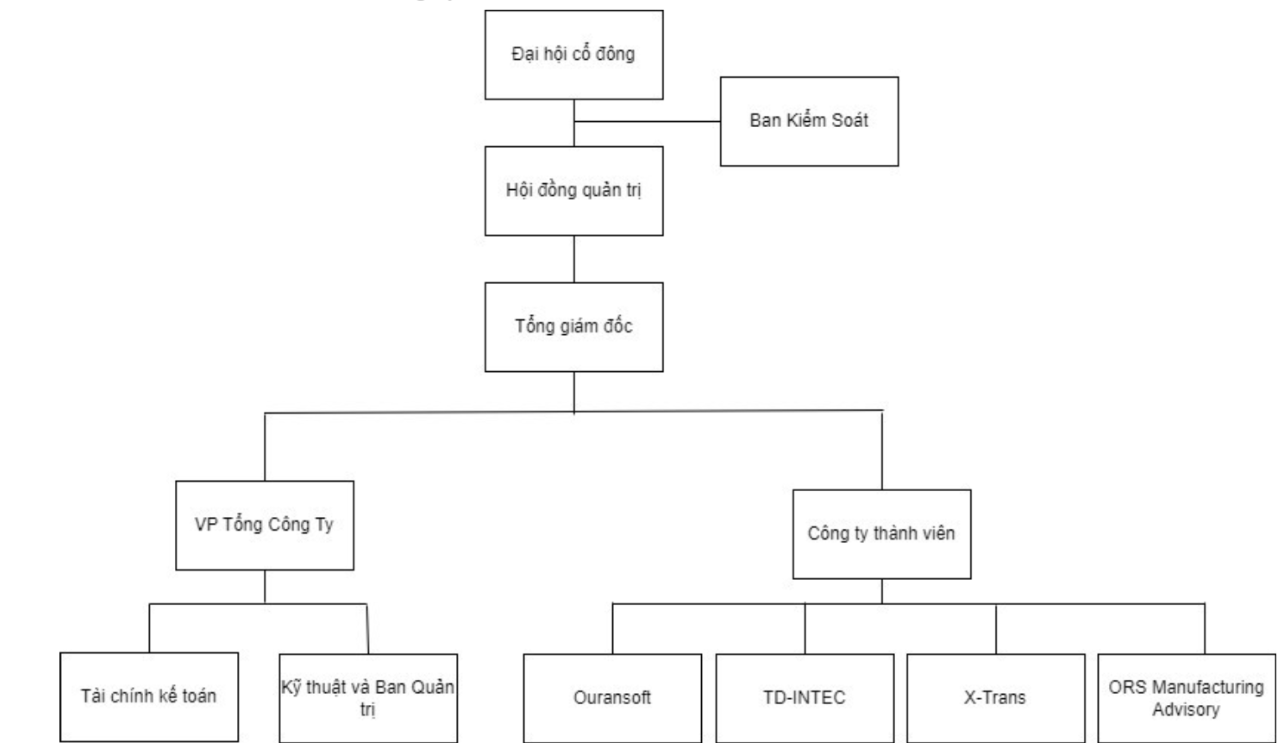 Đại hội cổ đông
Ban Kiểm Soát
Hội đồng quản trị
Tổng giám đốc
VP Tổng Công Ty
Công ty thành viên
Tài chính kế toán
Kỹ thuật và Ban Quản
trị
Ouransoft
TD-INTEC
X-Trans
ORS Manufacturing
Advisory